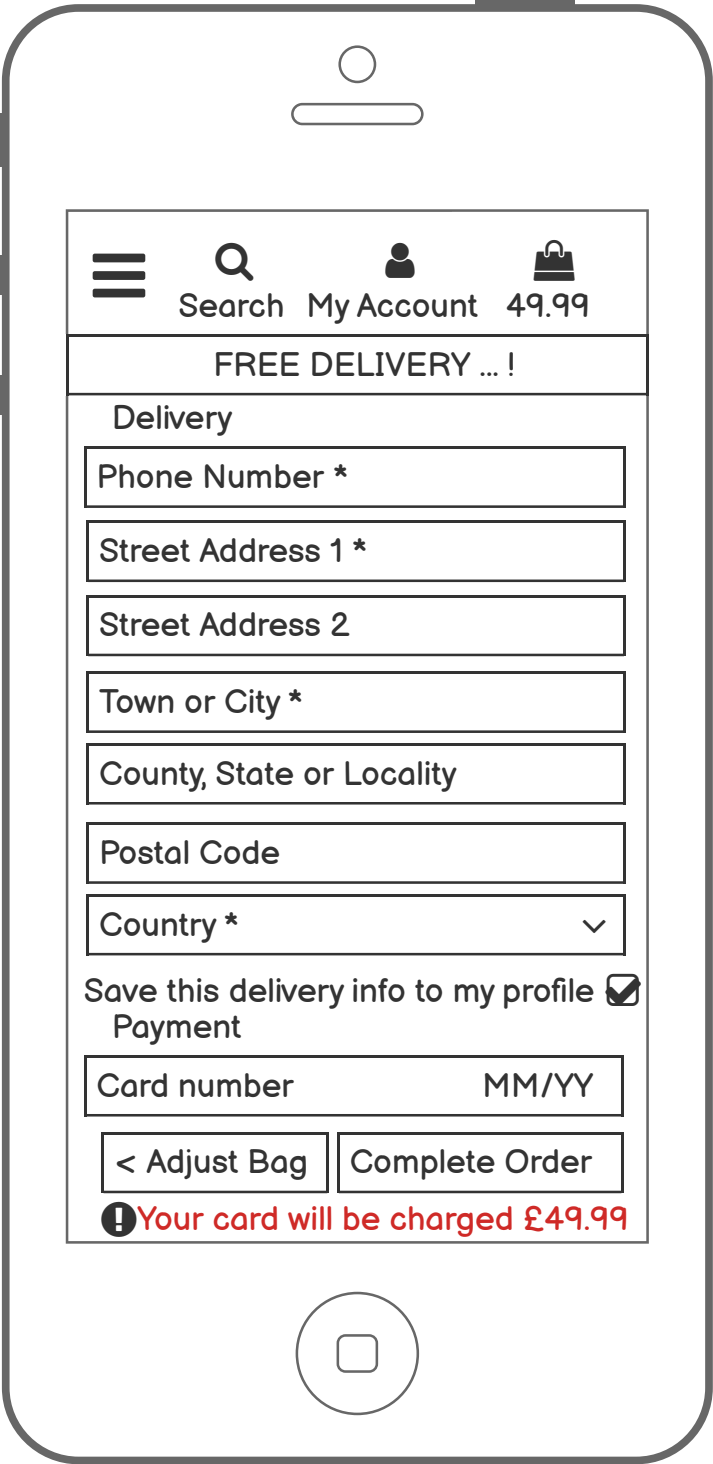 Search My Account 49.99
FREE DELIVERY ... !
Delivery
Phone Number *
Street Address 1 *
Street Address 2
Town or City *
County, State or Locality
Postal Code
Country *
Save this delivery info to my profile
Payment
Card number MM/YY
< Adjust Bag Complete Order
Your card will be charged £49.99